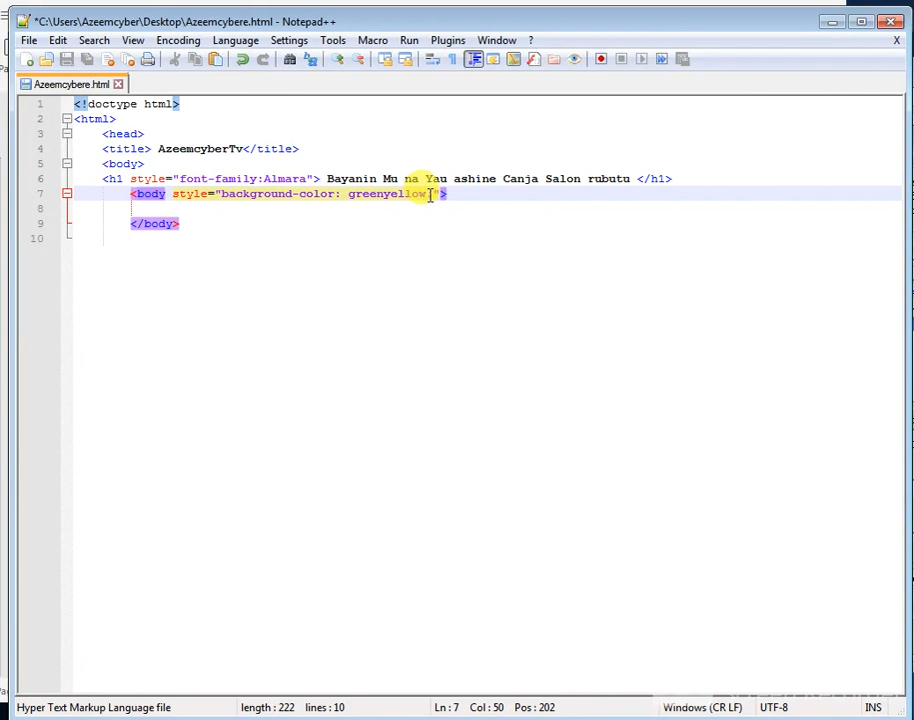 *C:\Users\Azeemcyber\Desktop\Azeemcybere.html - Notepad++
File Edit Search View Encoding Language Settings Tools Macro Run Plugins Window ? X
Azeemcybere.html
1 <!doctype html>
2 <html>
3 <head>
4 <title> AzeemcyberTv</title>
5 <body>
6 <h1 style="font-family:Almara"> Bayanin Mu na Yau ashine Canja Salon rubutu </h1>
7 <body style="background-color: greenyellow;">
8
9 </body>
10
Hyper Text Markup Language file length : 222 lines : 10 Ln : 7 Col : 50 Pos : 202 Windows (CR LF) UTF-8 INS